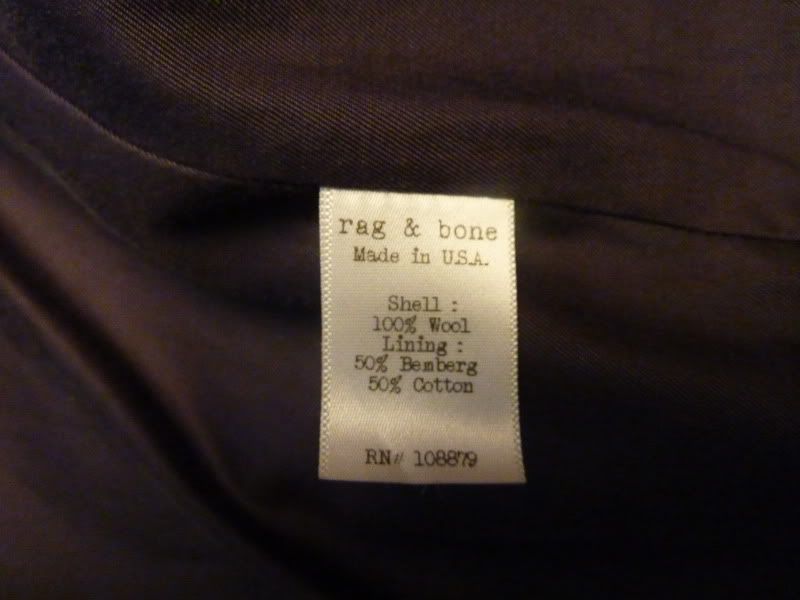 rag & bone
Made in U.S.A.
Shell :
100% Wool
Lining :
50% Bemberg
50% Cotton
RN# 108879